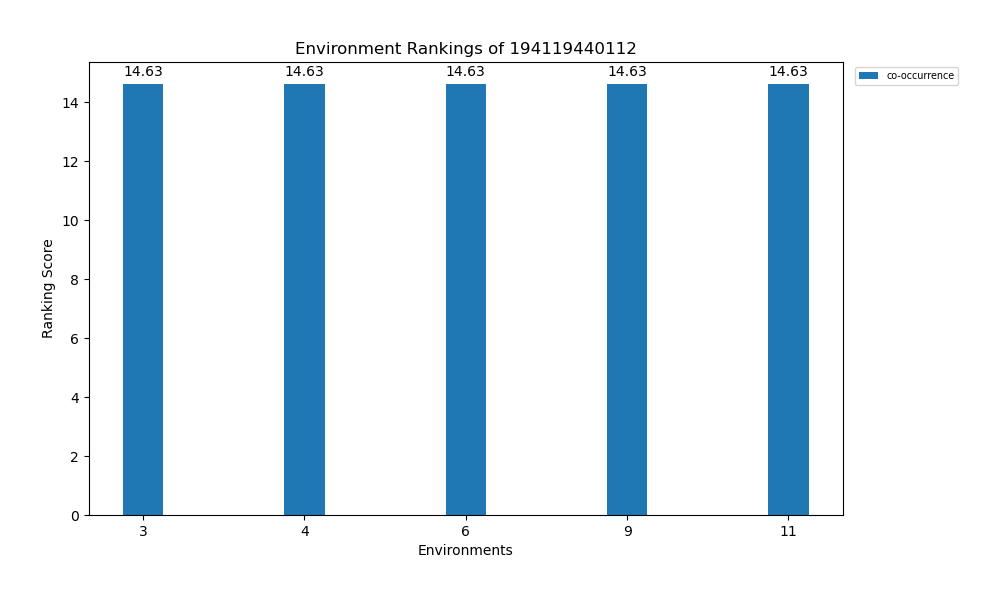 Environment Rankings of 194119440112
14.63 14.63 14.63 14.63 14.63
co-occurrence
14
12
10
8
6
4
2
0
Ranking Score
3 4 6 9 11
Environments